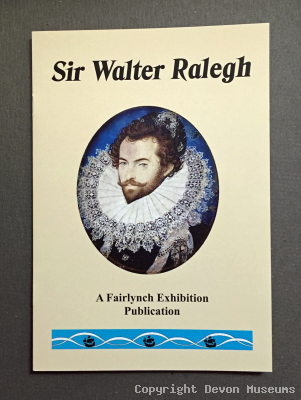 Sir Walter Ralegh
A Fairlynch Exhibition
Publication
Copyright Devon Museums